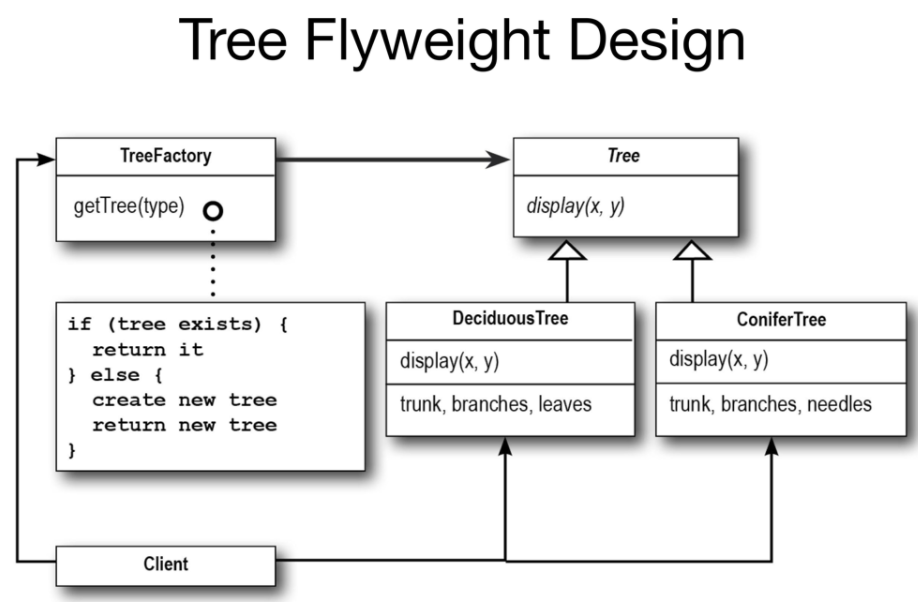 Tree Flyweight Design
TreeFactory
getTree(type)
Tree
display(x, y)
if (tree exists) {
return it
} else {
create new tree
return new tree
}
DeciduousTree
display(x, y)
trunk, branches, leaves
ConiferTree
display(x, y)
trunk, branches, needles
Client